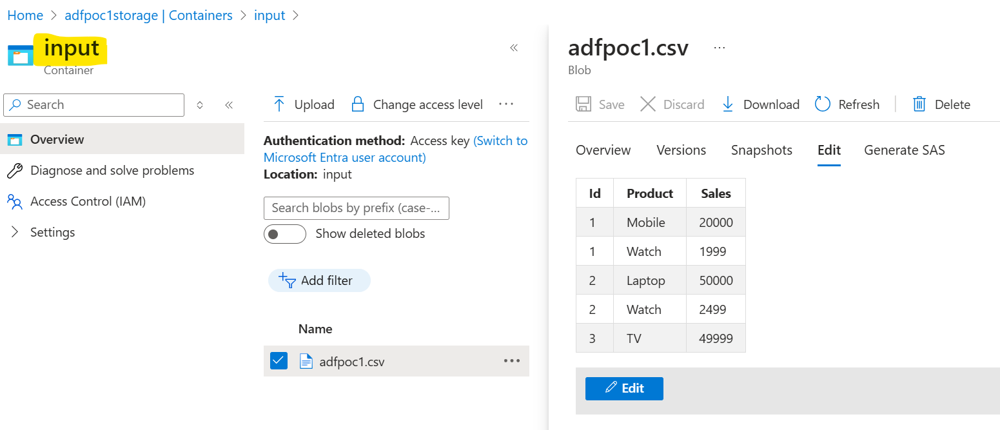 Home > adfpoc1storage | Containers > input >
input
Container
Search
Overview
Diagnose and solve problems
Access Control (IAM)
Settings
Upload Change access level ...
Authentication method: Access key (Switch to
Microsoft Entra user account)
Location: input
Search blobs by prefix (case-...
Show deleted blobs
Add filter
Name
adfpoc1.csv ...
adfpoc1.csv ...
Blob
Save Discard Download Refresh Delete
Overview Versions Snapshots Edit Generate SAS
Id Product Sales
1 Mobile 20000
1 Watch 1999
2 Laptop 50000
2 Watch 2499
3 TV 49999
Edit